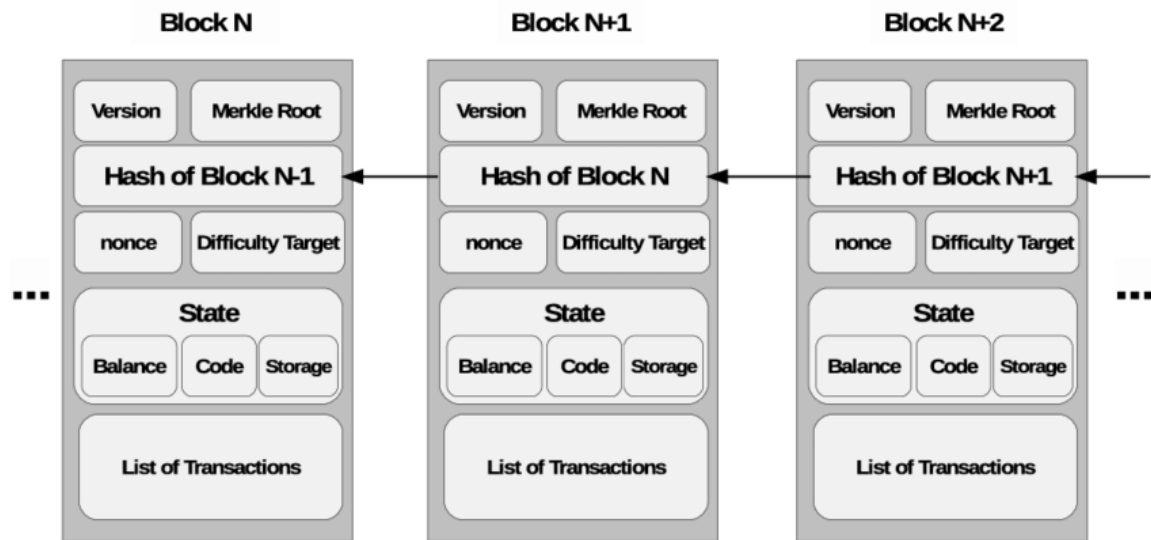 Block N
Block N+1
Block N+2
Version Merkle Root
Version Merkle Root
Version Merkle Root
Hash of Block N-1
Hash of Block N
Hash of Block N+1
nonce Difficulty Target
nonce Difficulty Target
nonce Difficulty Target
...
...
State
State
State
Balance Code Storage
Balance Code Storage
Balance Code Storage
List of Transactions
List of Transactions
List of Transactions